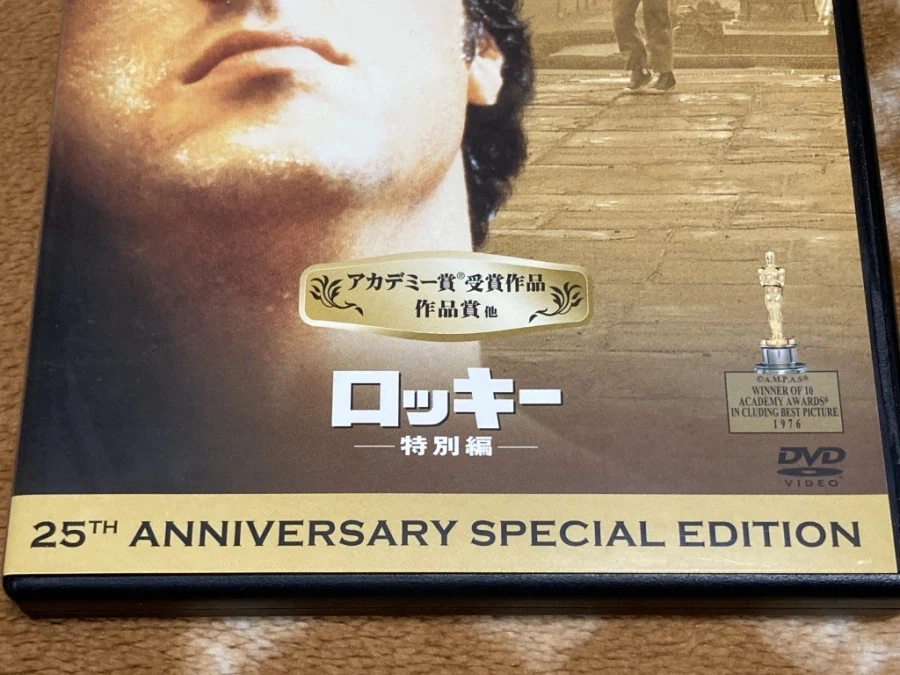 アカデミー賞®受賞作品
作品賞 他
ロッキー
特別編
©A.M.P.A.S®
WINNER OF 10
ACADEMY AWARDS®
IN CLUDING BEST PICTURE
1976
DVD
VIDEO
25TH ANNIVERSARY SPECIAL EDITION